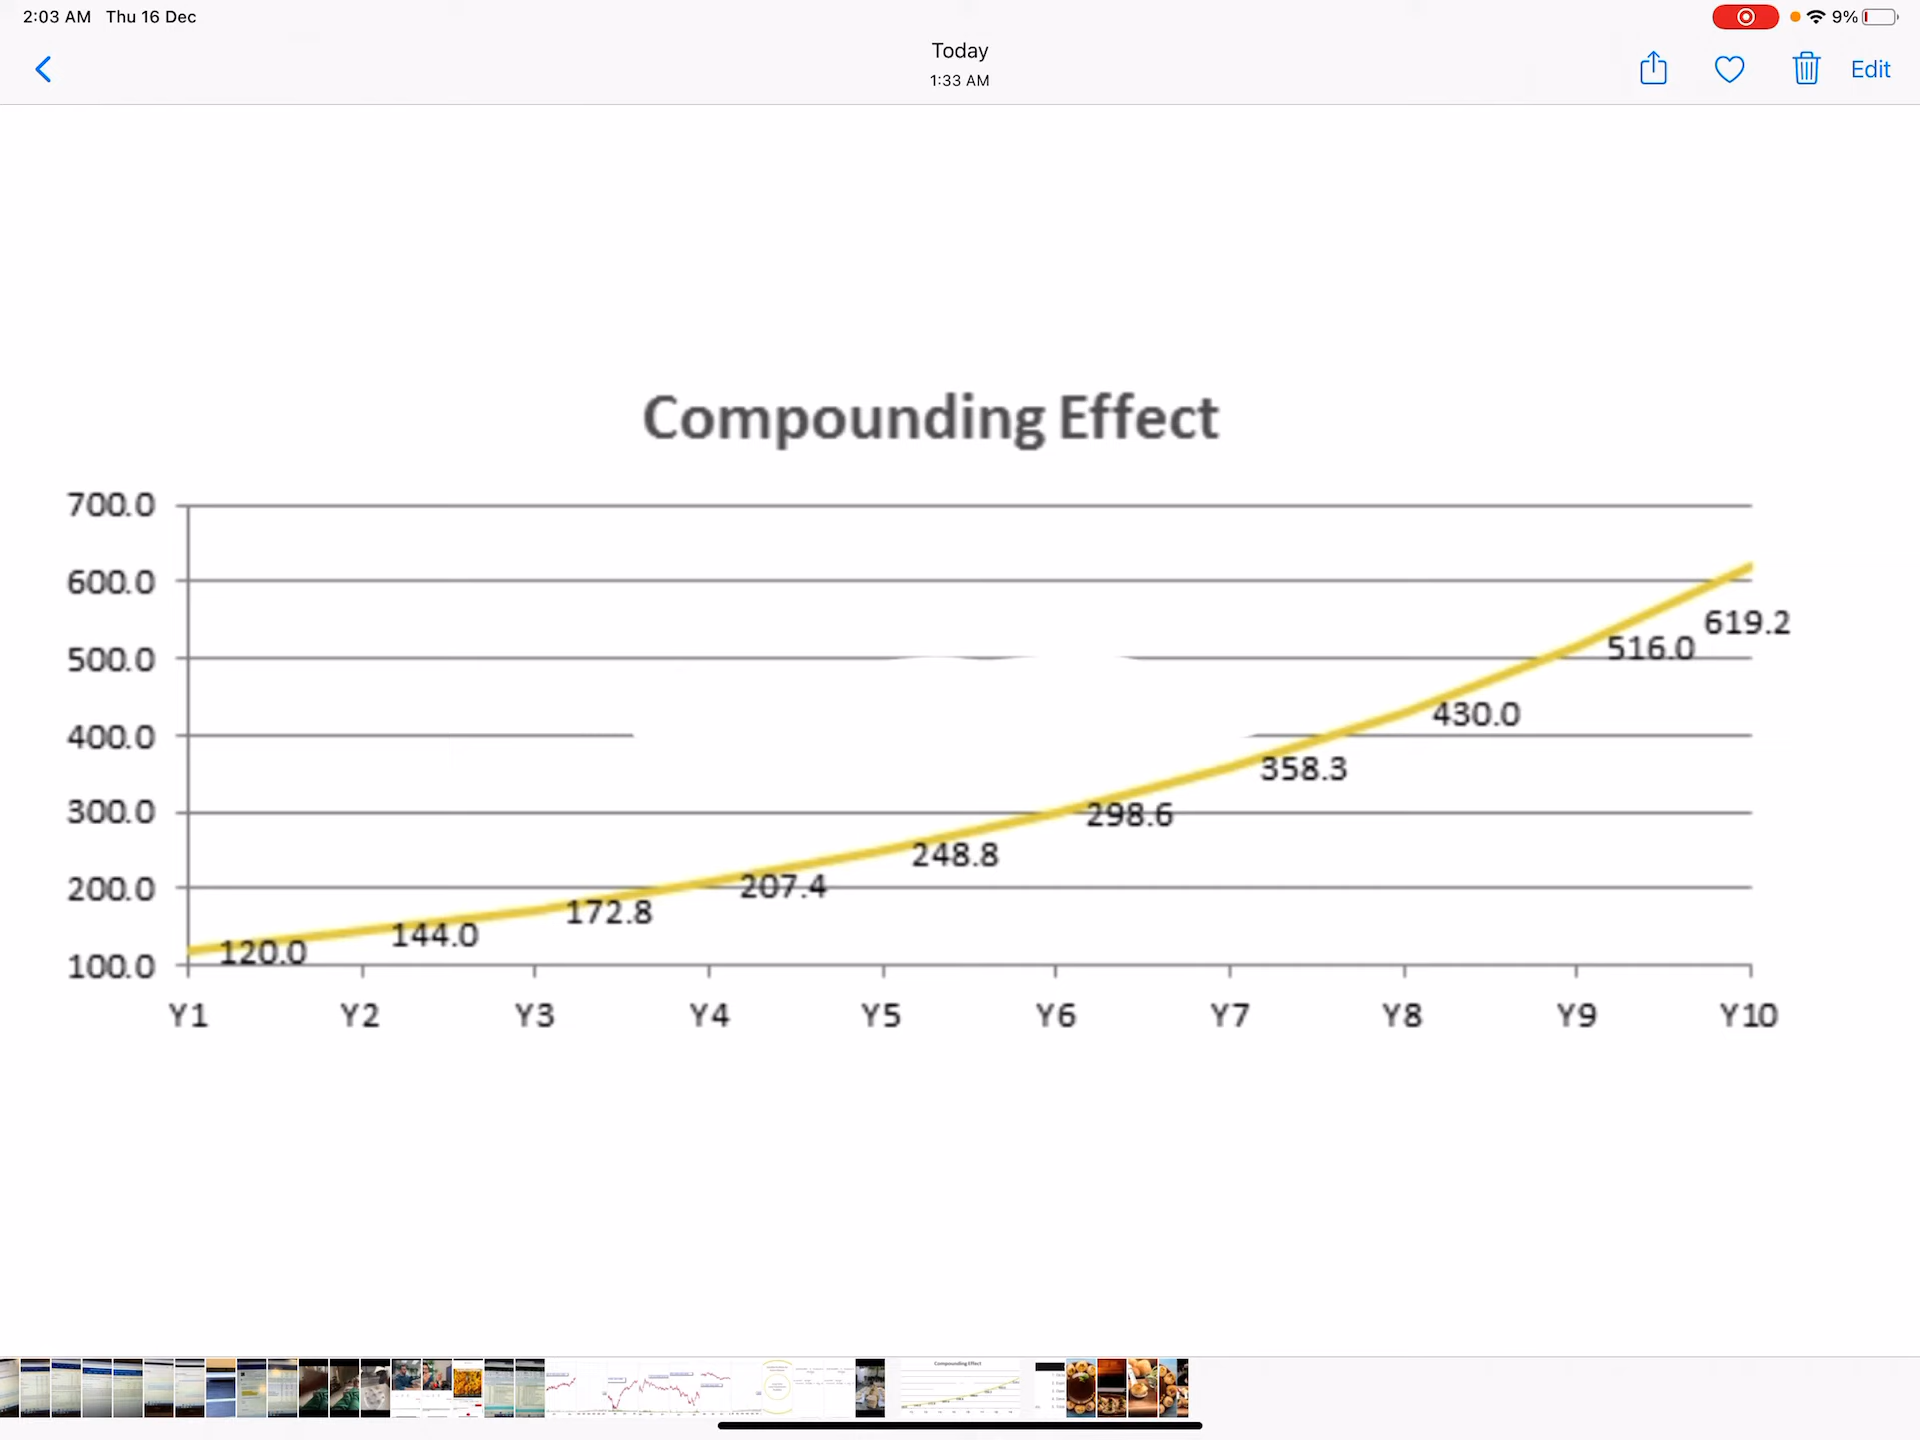 2:03 AM Thu 16 Dec
9%
Today
1:33 AM
Edit
Compounding Effect
700.0
600.0
500.0
400.0
300.0
200.0
100.0
619.2
516.0
430.0
358.3
298.6
248.8
207.4
172.8
144.0
120.0
Y1 Y2 Y3 Y4 Y5 Y6 Y7 Y8 Y9 Y10
Compounding Effect